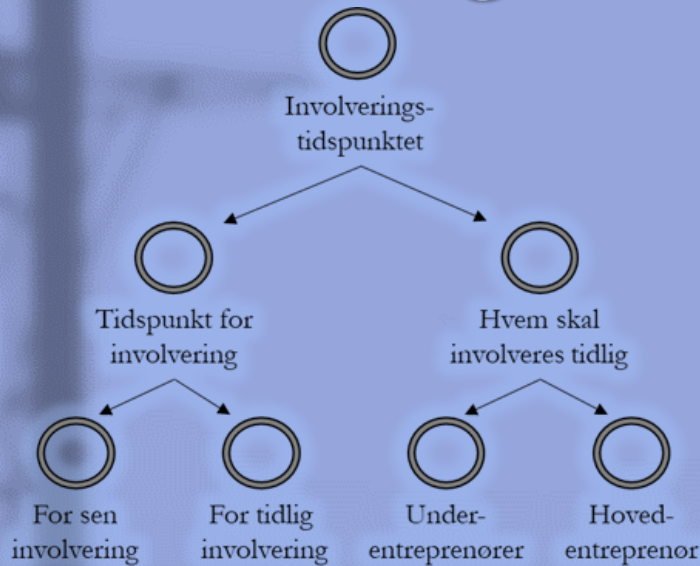 Involverings-
tidspunktet
Tidspunkt for
involvering
Hvem skal
involveres tidlig
For sen
involvering
For tidlig
involvering
Under-
entreprenører
Hoved-
entreprenør